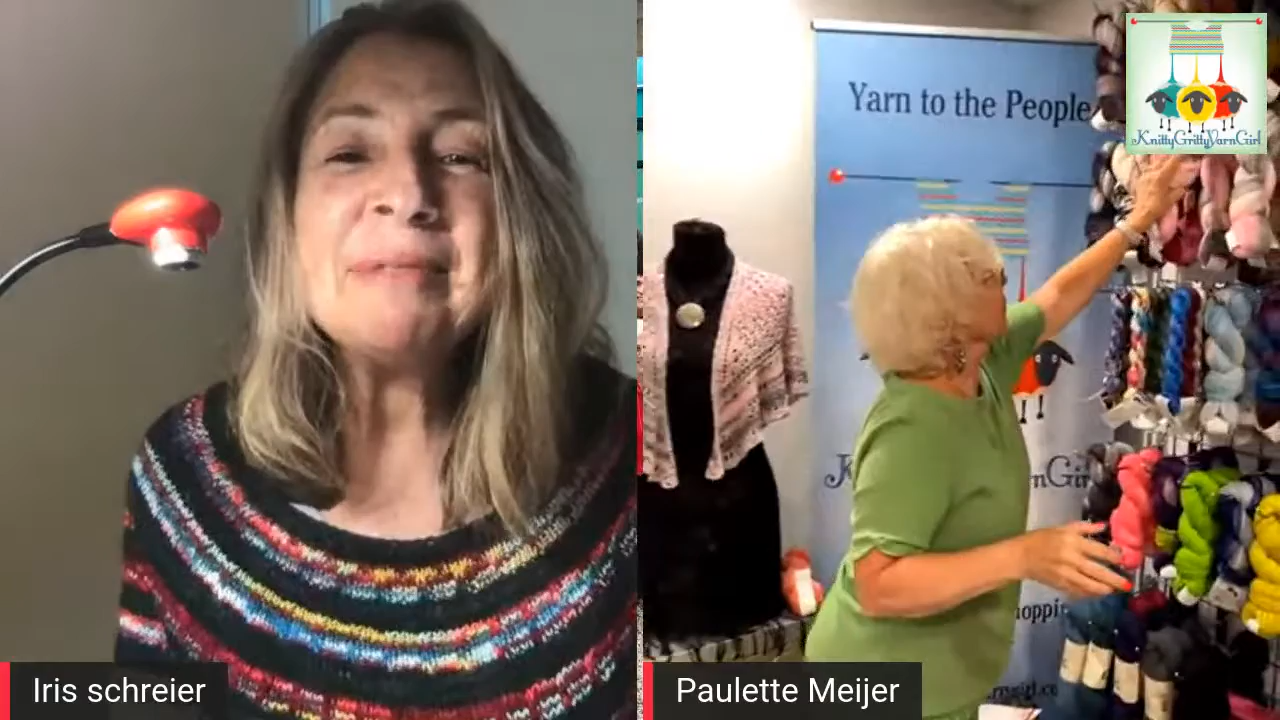 Yarn to the People
KnittyGrittyYarnGirl
Iris schreier
Paulette Meijer